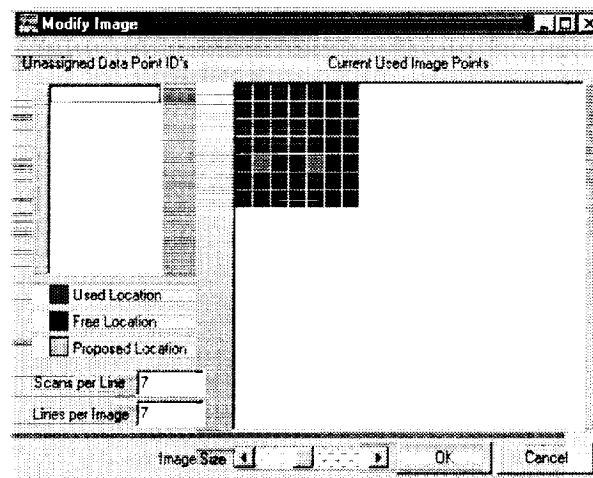 Modify Image
Unassigned Data Point ID's
Current Used Image Points
Used Location
Free Location
Proposed Location
Scans per Line 7
Lines per Image 7
Image Size
OK
Cancel